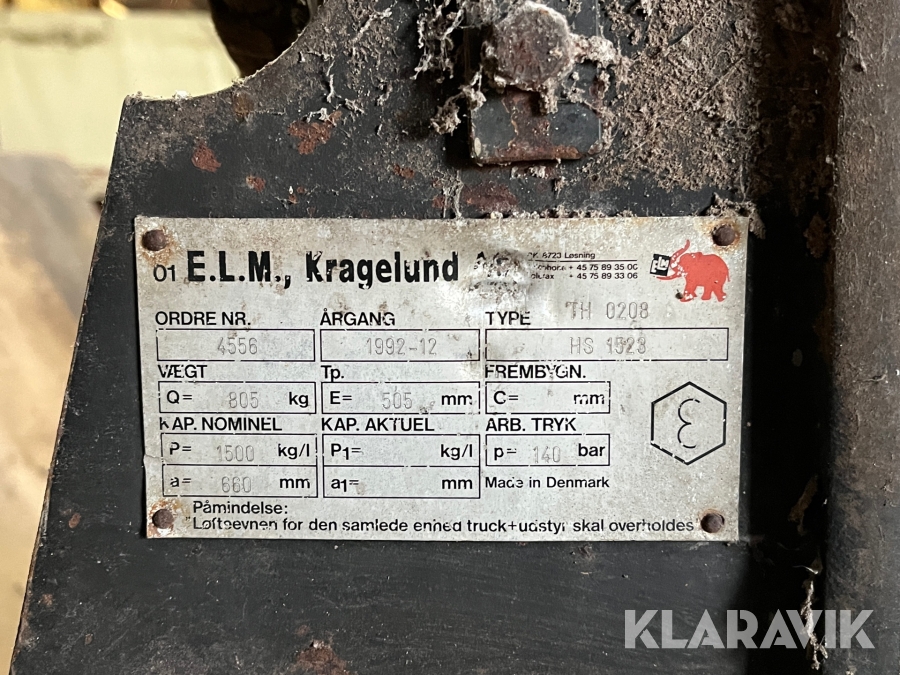 01 E.L.M., Kragelund A/S
DK 8723 Løsning
Telephone + 45 75 89 35 00
Telefax + 45 75 89 33 06
ELM
ORDRE NR. ÅRGANG TYPE TH 0208
4556 1992-12 HS 1523
VÆGT Tp. FREMBYGN.
Q= 805 kg E= 505 mm C= mm
KAP. NOMINEL KAP. AKTUEL ARB. TRYK
P= 1500 kg/l P1= kg/l p= 140 bar
a= 660 mm a1= mm Made in Denmark
Påmindelse:
"Løfteevnen for den samlede enhed truck+udstyr skal overholdes"
KLARAVIK